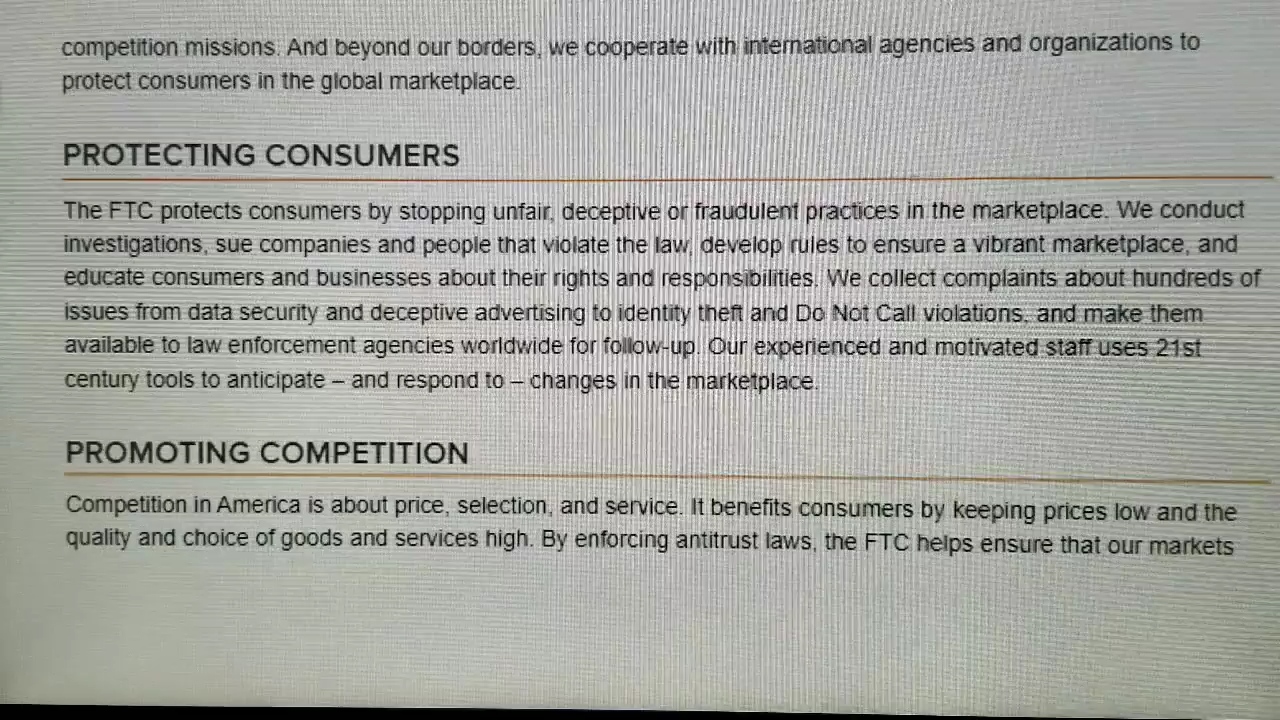 competition missions. And beyond our borders, we cooperate with international agencies and organizations to
protect consumers in the global marketplace.
PROTECTING CONSUMERS
The FTC protects consumers by stopping unfair, deceptive or fraudulent practices in the marketplace. We conduct
investigations, sue companies and people that violate the law, develop rules to ensure a vibrant marketplace, and
educate consumers and businesses about their rights and responsibilities. We collect complaints about hundreds of
issues from data security and deceptive advertising to identity theft and Do Not Call violations, and make them
available to law enforcement agencies worldwide for follow-up. Our experienced and motivated staff uses 21st
century tools to anticipate – and respond to – changes in the marketplace.
PROMOTING COMPETITION
Competition in America is about price, selection, and service. It benefits consumers by keeping prices low and the
quality and choice of goods and services high. By enforcing antitrust laws, the FTC helps ensure that our markets